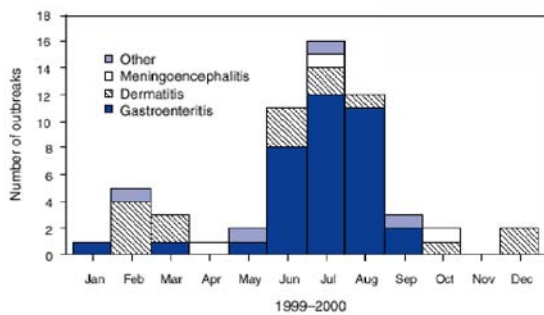 Number of outbreaks
18
16
14
12
10
8
6
4
2
0
Other
Meningoencephalitis
Dermatitis
Gastroenteritis
Jan Feb Mar Apr May Jun Jul Aug Sep Oct Nov Dec
1999–2000